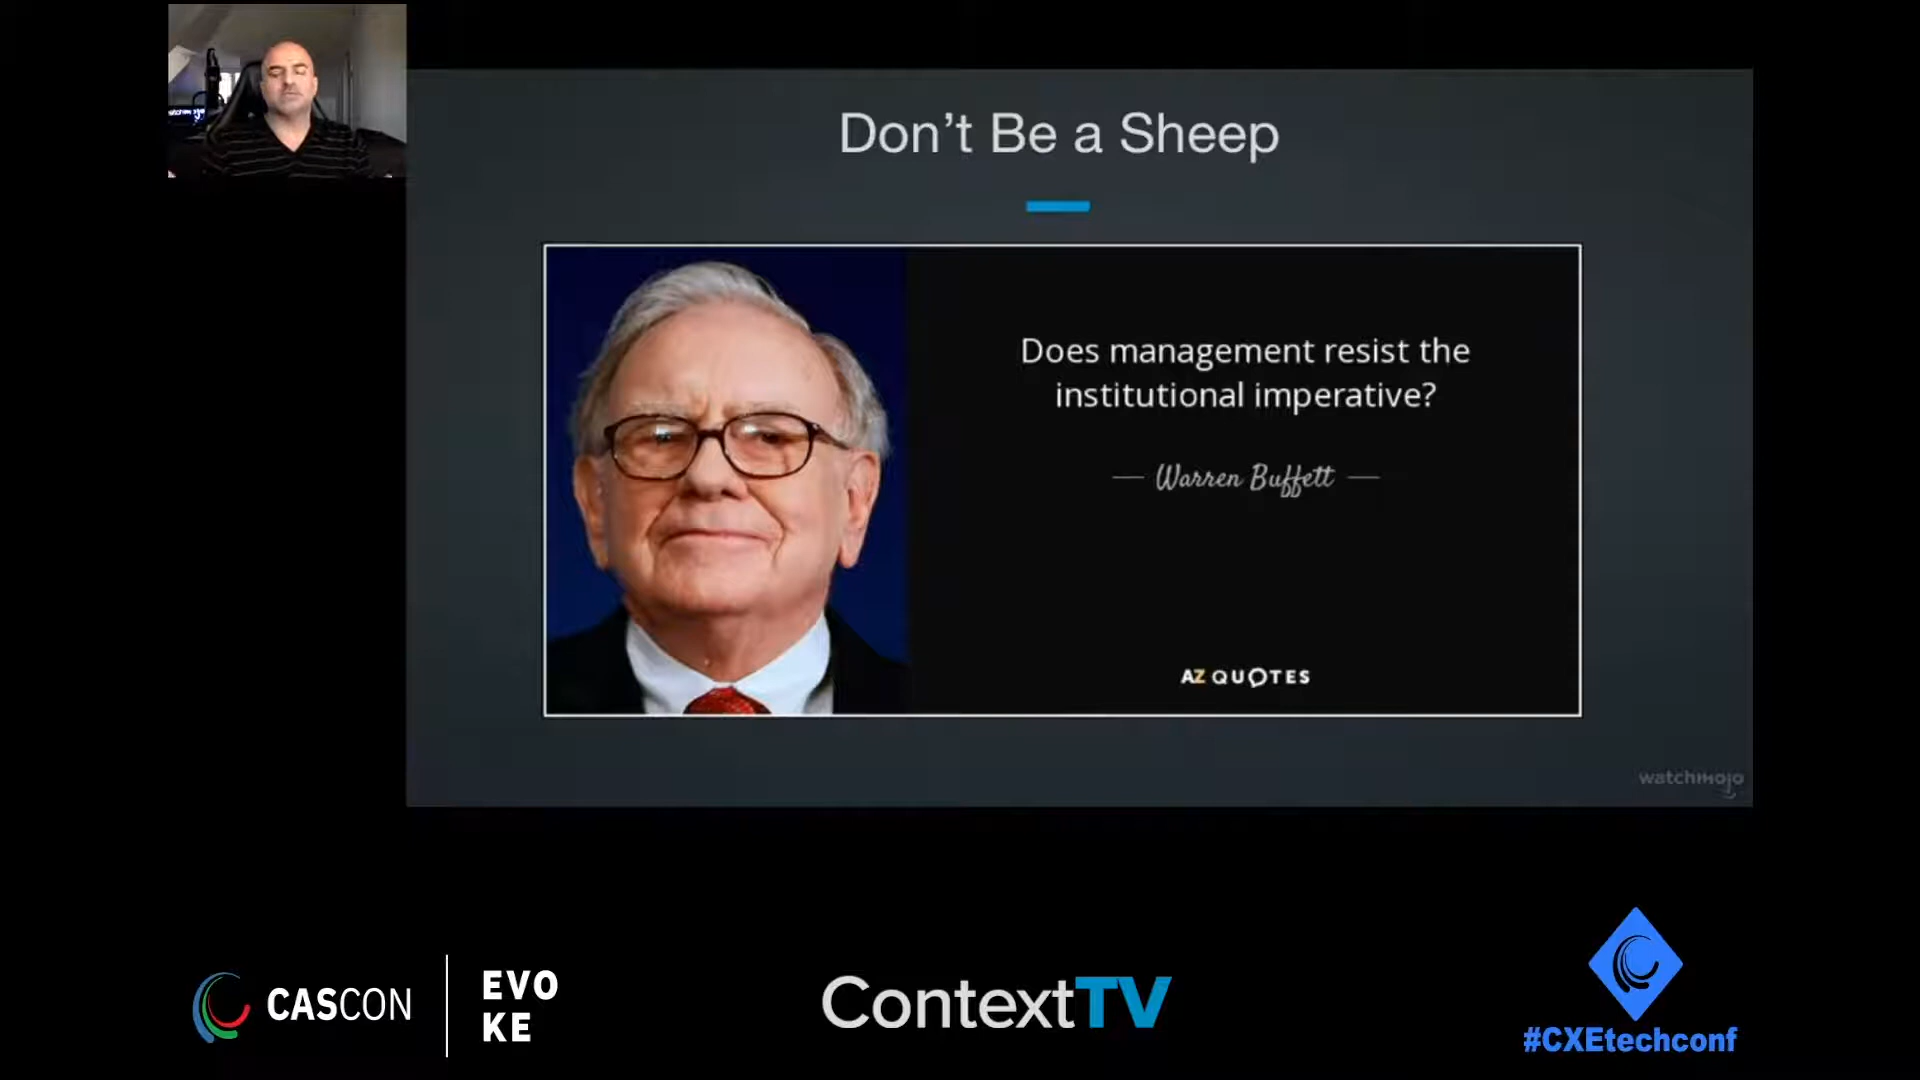 Don't Be a Sheep
Does management resist the
institutional imperative?
— Warren Buffett —
AZ QUOTES
watchmojo
CASCON
EVO
KE
ContextTV
#CXEtechconf